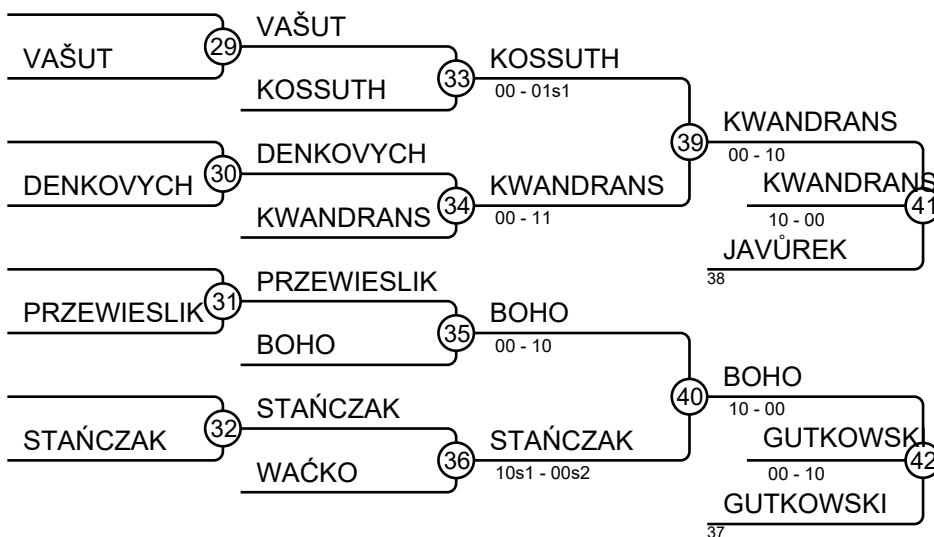 VAŠUT
29
VAŠUT
KOSSUTH
33
KOSSUTH
00 - 01s1
DENKOVYCH
30
DENKOVYCH
KWANDRANS
34
KWANDRANS
00 - 11
39
KWANDRANS
00 - 10
KWANDRANS
10 - 00
41
JAVŮREK
38
PRZEWIESLIK
31
PRZEWIESLIK
BOHO
35
BOHO
00 - 10
STAŃCZAK
32
STAŃCZAK
WAĆKO
36
STAŃCZAK
10s1 - 00s2
40
BOHO
10 - 00
GUTKOWSKI
00 - 10
42
GUTKOWSKI
37